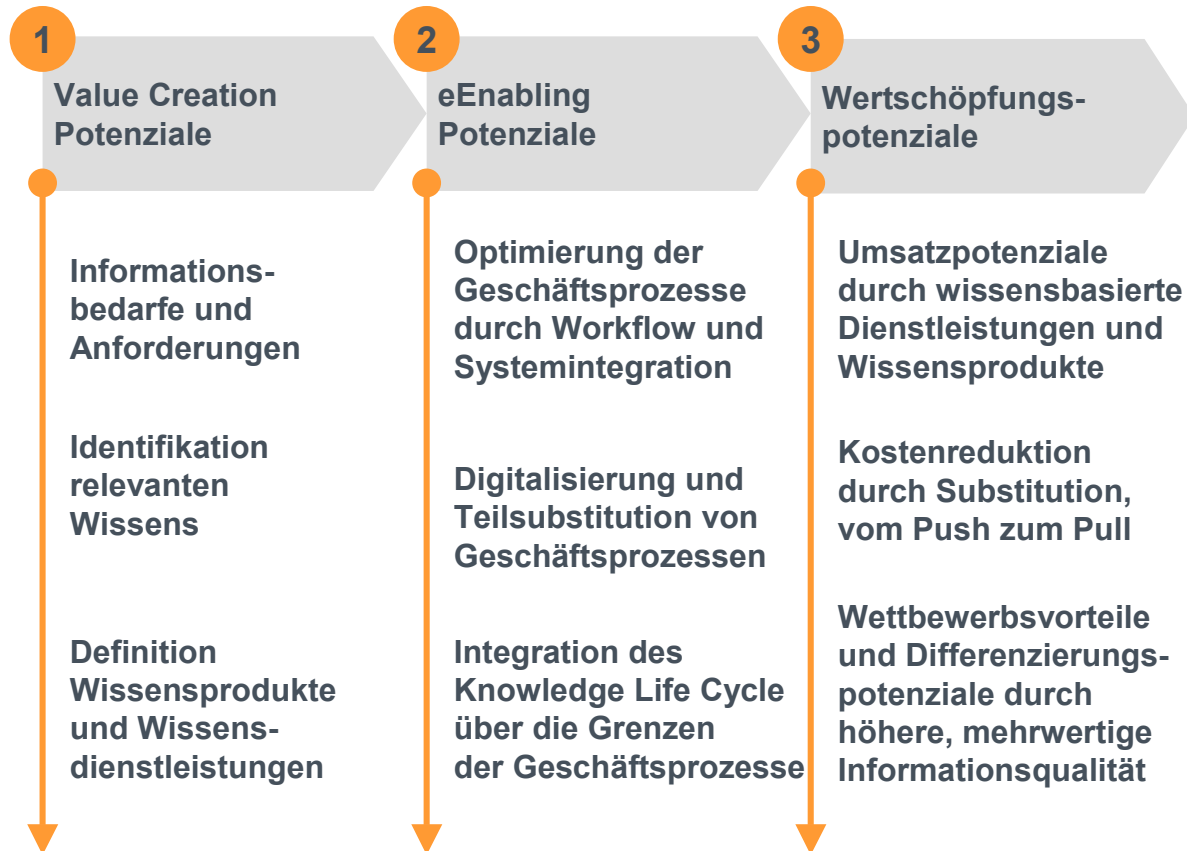 1
Value Creation
Potenziale
Informations-
bedarfe und
Anforderungen
Identifikation
relevanten
Wissens
Definition
Wissensprodukte
und Wissens-
dienstleistungen
2
eEnabling
Potenziale
Optimierung der
Geschäftsprozesse
durch Workflow und
Systemintegration
Digitalisierung und
Teilsubstitution von
Geschäftsprozessen
Integration des
Knowledge Life Cycle
über die Grenzen
der Geschäftsprozesse
3
Wertschöpfungs-
potenziale
Umsatzpotenziale
durch wissensbasierte
Dienstleistungen und
Wissensprodukte
Kostenreduktion
durch Substitution,
vom Push zum Pull
Wettbewerbsvorteile
und Differenzierungs-
potenziale durch
höhere, mehrwertige
Informationsqualität